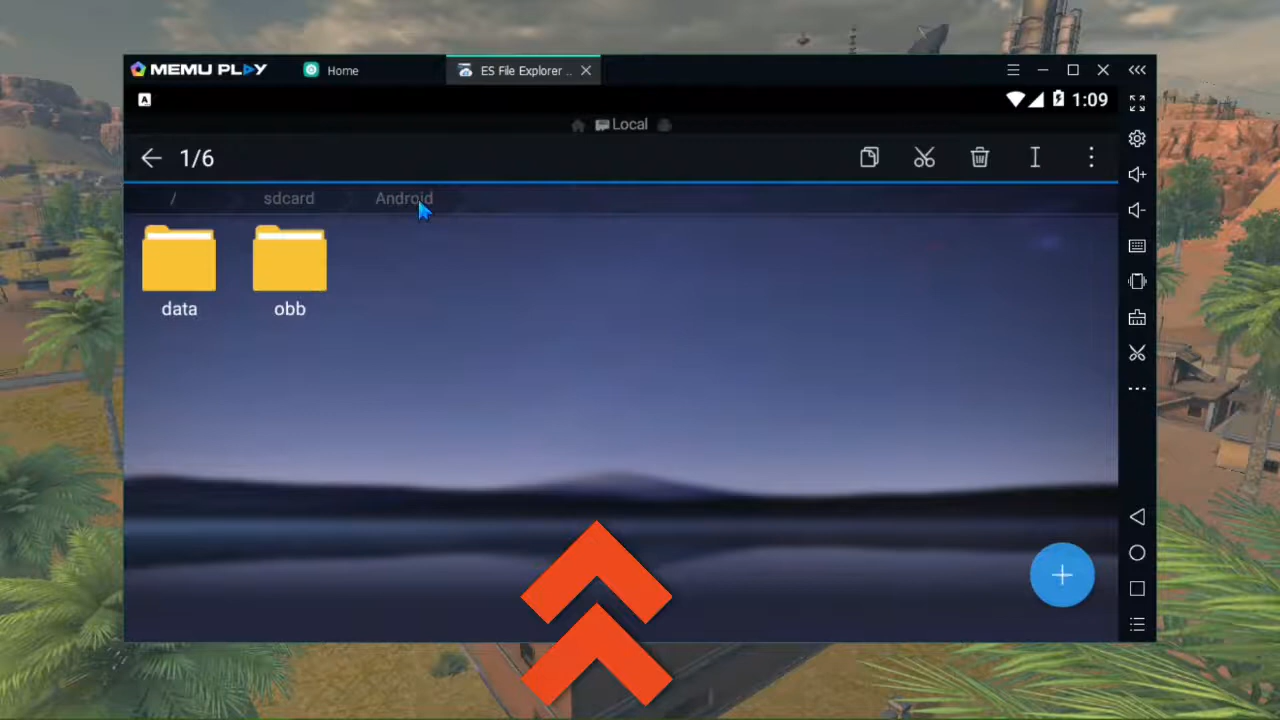 MEMU PLAY
Home
ES File Explorer ..
A
1:09
Local
1/6
/
sdcard
Android
data
obb